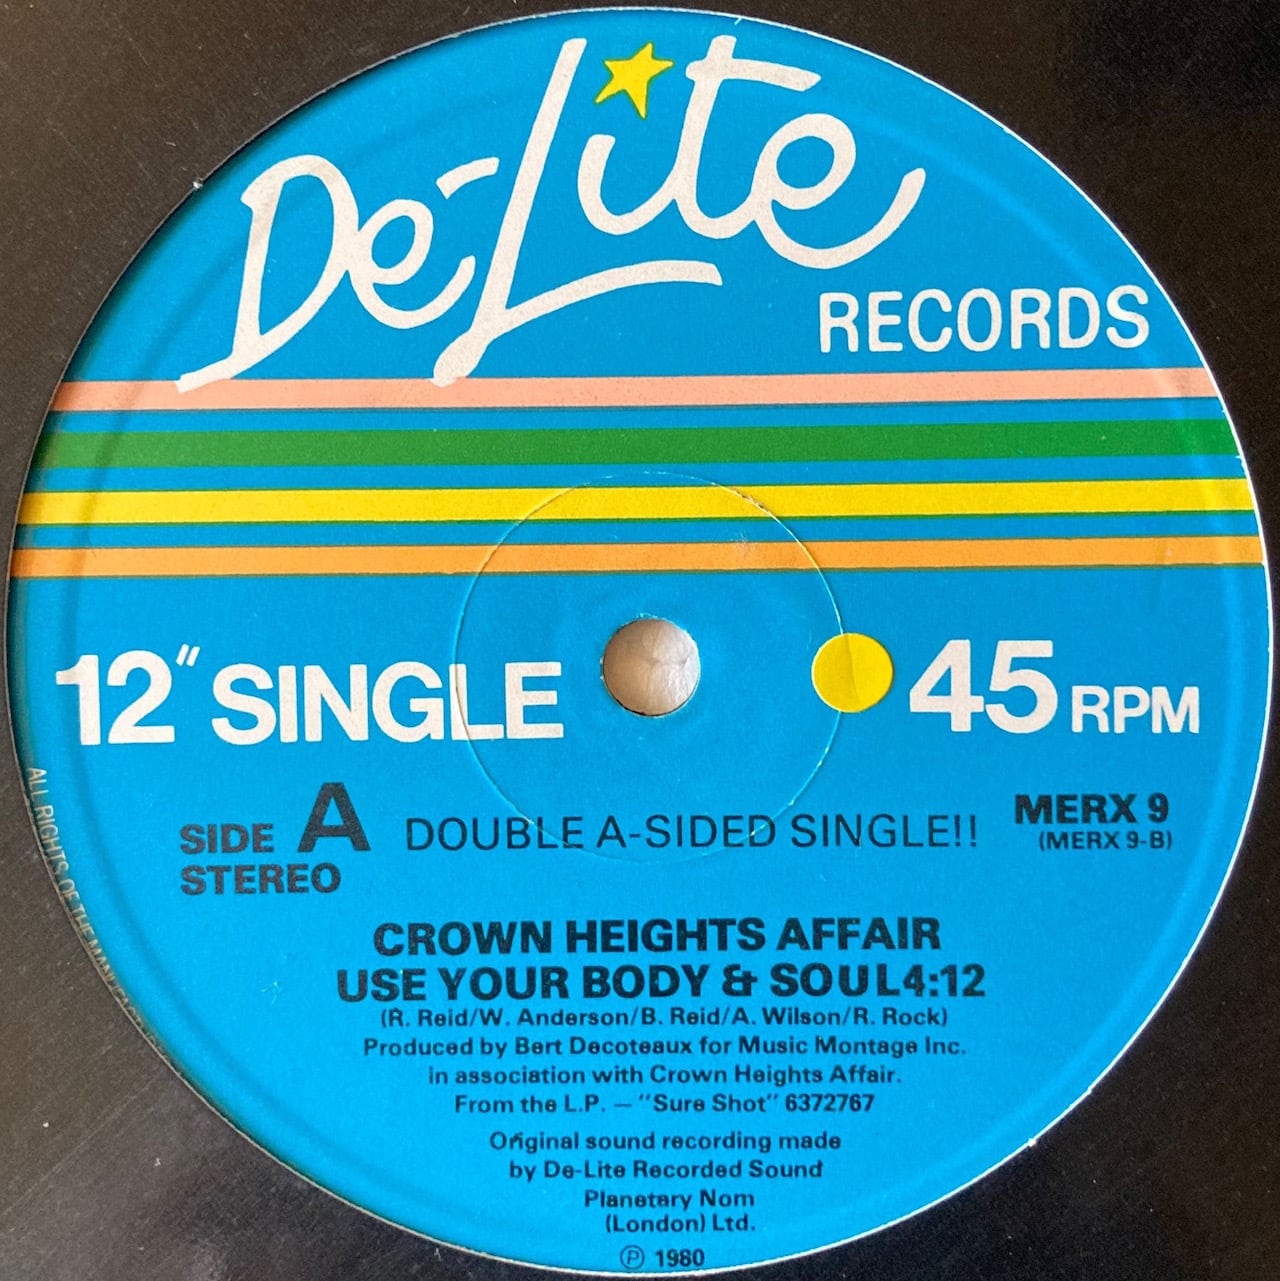 De-Lite
RECORDS
12" SINGLE
45 RPM
SIDE A
STEREO
DOUBLE A-SIDED SINGLE!!
MERX 9
(MERX 9-B)
CROWN HEIGHTS AFFAIR
USE YOUR BODY & SOUL 4:12
(R. Reid/W. Anderson/B. Reid/A. Wilson/R. Rock)
Produced by Bert Decoteaux for Music Montage Inc.
in association with Crown Heights Affair.
From the L.P. — "Sure Shot" 6372767
Original sound recording made
by De-Lite Recorded Sound
Planetary Nom
(London) Ltd.
℗ 1980
ALL RIGHTS OF THE